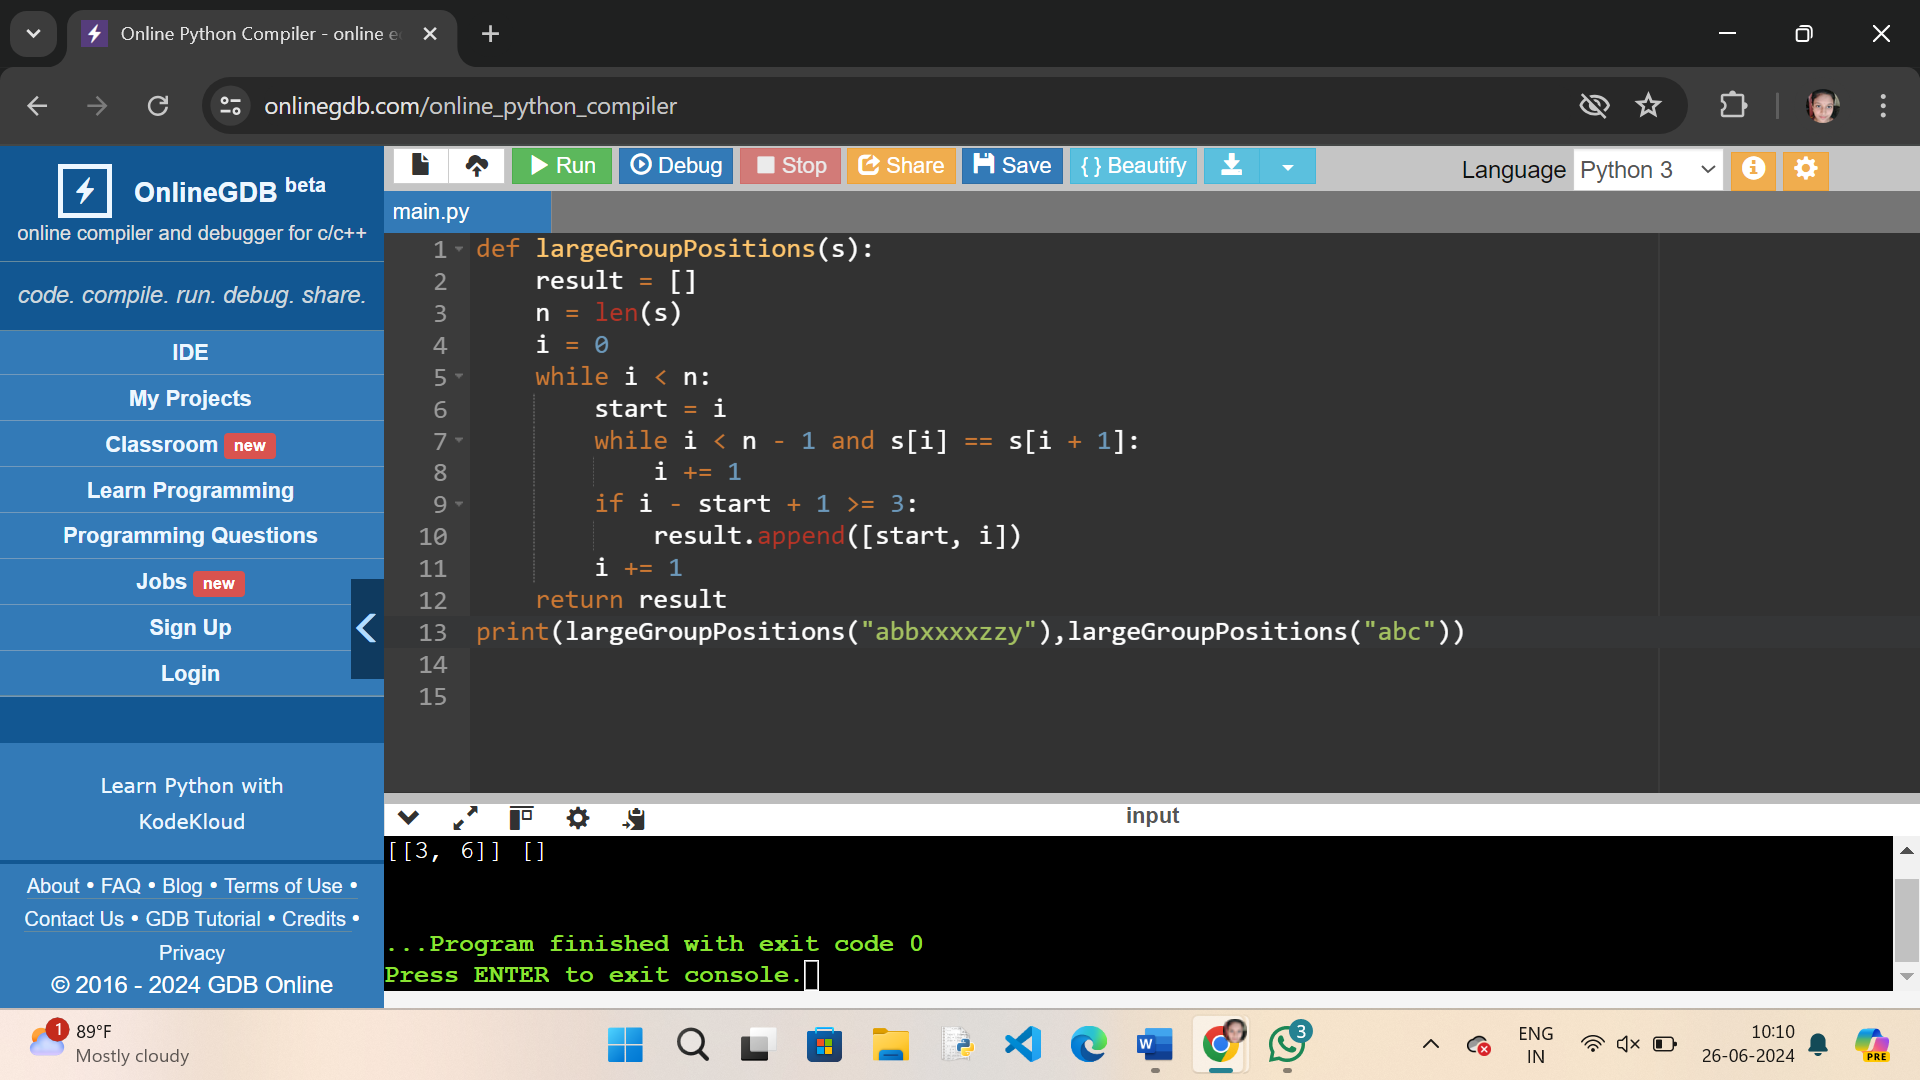 Online Python Compiler - online e
onlinegdb.com/online_python_compiler
OnlineGDB beta
online compiler and debugger for c/c++
code. compile. run. debug. share.
IDE
My Projects
Classroom new
Learn Programming
Programming Questions
Jobs new
Sign Up
Login
Learn Python with
KodeKloud
About • FAQ • Blog • Terms of Use •
Contact Us • GDB Tutorial • Credits •
Privacy
© 2016 - 2024 GDB Online
Run Debug Stop Share Save {} Beautify
Language Python 3
main.py
1 def largeGroupPositions(s):
2     result = []
3     n = len(s)
4     i = 0
5     while i < n:
6         start = i
7         while i < n - 1 and s[i] == s[i + 1]:
8             i += 1
9         if i - start + 1 >= 3:
10             result.append([start, i])
11         i += 1
12     return result
13 print(largeGroupPositions("abbxxxxzzy"),largeGroupPositions("abc"))
14
15
input
[[3, 6]] []
...Program finished with exit code 0
Press ENTER to exit console.
1
89°F
Mostly cloudy
W
3
ENG
IN
10:10
26-06-2024
PRE